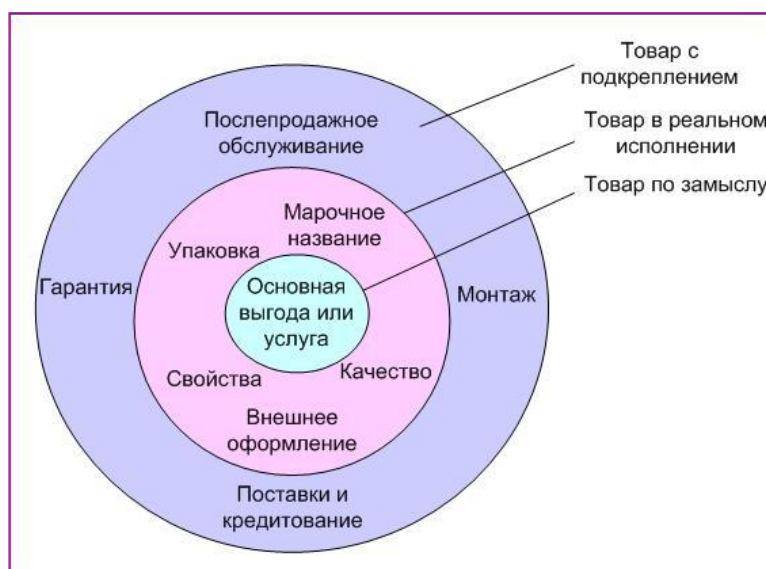 Товар с
подкреплением
Товар в реальном
исполнении
Товар по замыслу
Послепродажное
обслуживание
Марочное
название
Упаковка
Гарантия
Основная
выгода или
услуга
Монтаж
Свойства
Качество
Внешнее
оформление
Поставки и
кредитование